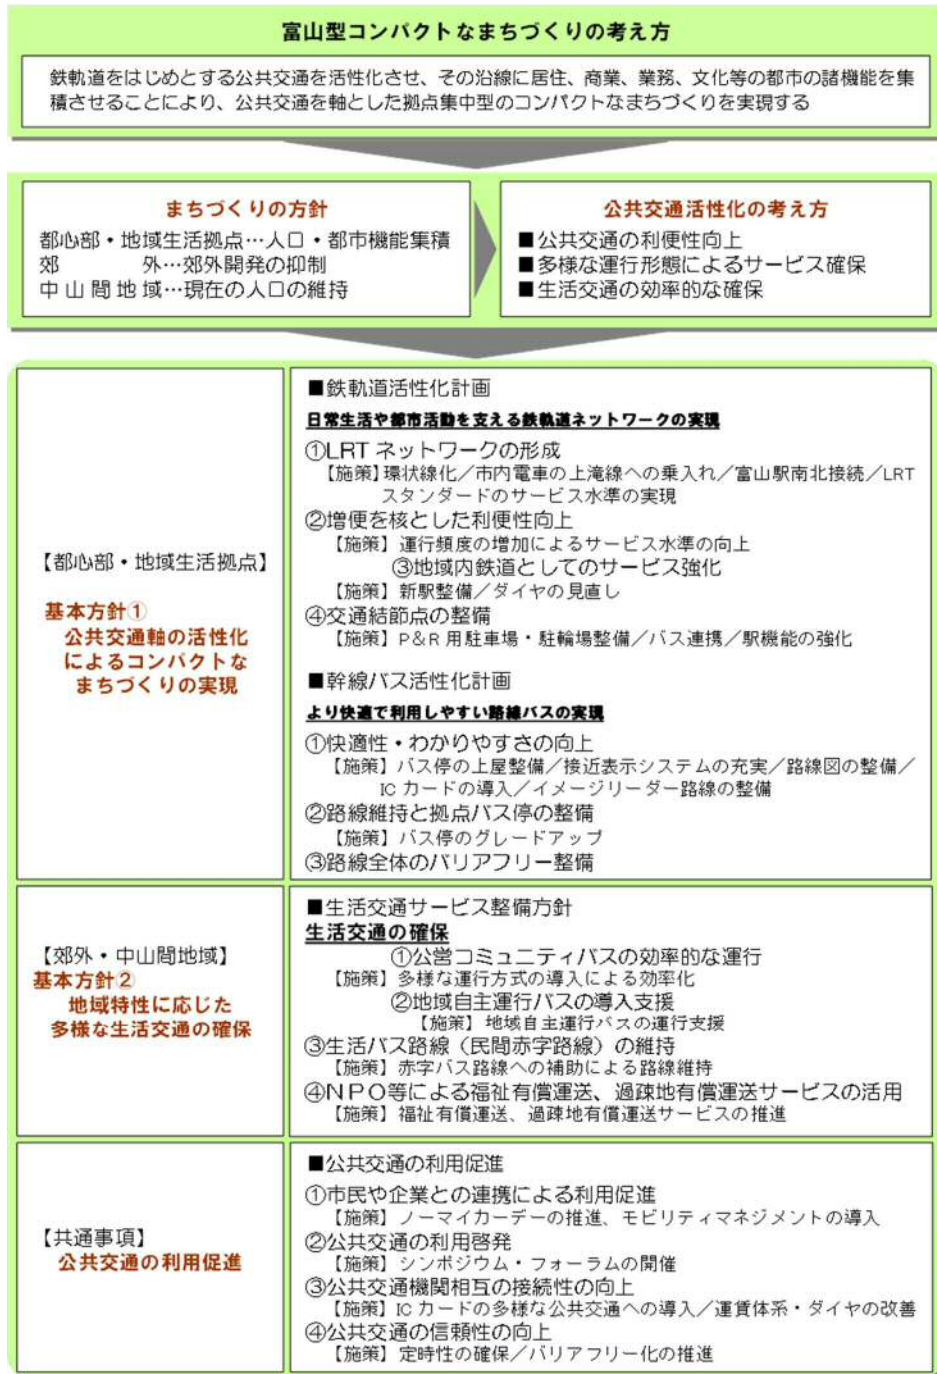 富山型コンパクトなまちづくりの考え方
鉄軌道をはじめとする公共交通を活性化させ、その沿線に居住、商業、業務、文化等の都市の諸機能を集
積させることにより、公共交通を軸とした拠点集中型のコンパクトなまちづくりを実現する
まちづくりの方針
都心部・地域生活拠点…人口・都市機能集積
郊　　　　外…郊外開発の抑制
中山間地域…現在の人口の維持
公共交通活性化の考え方
■公共交通の利便性向上
■多様な運行形態によるサービス確保
■生活交通の効率的な確保
【都心部・地域生活拠点】
基本方針①
公共交通軸の活性化
によるコンパクトな
まちづくりの実現
■鉄軌道活性化計画
日常生活や都市活動を支える鉄軌道ネットワークの実現
①LRT ネットワークの形成
【施策】環状線化／市内電車の上滝線への乗入れ／富山駅南北接続／LRT
スタンダードのサービス水準の実現
②増便を核とした利便性向上
【施策】運行頻度の増加によるサービス水準の向上
③地域内鉄道としてのサービス強化
【施策】新駅整備／ダイヤの見直し
④交通結節点の整備
【施策】P&R 用駐車場・駐輪場整備／バス連携／駅機能の強化
■幹線バス活性化計画
より快適で利用しやすい路線バスの実現
①快適性・わかりやすさの向上
【施策】バス停の上屋整備／接近表示システムの充実／路線図の整備／
IC カードの導入／イメージリーダー路線の整備
②路線維持と拠点バス停の整備
【施策】バス停のグレードアップ
③路線全体のバリアフリー整備
【郊外・中山間地域】
基本方針②
地域特性に応じた
多様な生活交通の確保
■生活交通サービス整備方針
生活交通の確保
①公営コミュニティバスの効率的な運行
【施策】多様な運行方式の導入による効率化
②地域自主運行バスの導入支援
【施策】地域自主運行バスの運行支援
③生活バス路線（民間赤字路線）の維持
【施策】赤字バス路線への補助による路線維持
④ＮＰＯ等による福祉有償運送、過疎地有償運送サービスの活用
【施策】福祉有償運送、過疎地有償運送サービスの推進
【共通事項】
公共交通の利用促進
■公共交通の利用促進
①市民や企業との連携による利用促進
【施策】ノーマイカーデーの推進、モビリティマネジメントの導入
②公共交通の利用啓発
【施策】シンポジウム・フォーラムの開催
③公共交通機関相互の接続性の向上
【施策】IC カードの多様な公共交通への導入／運賃体系・ダイヤの改善
④公共交通の信頼性の向上
【施策】定時性の確保／バリアフリー化の推進